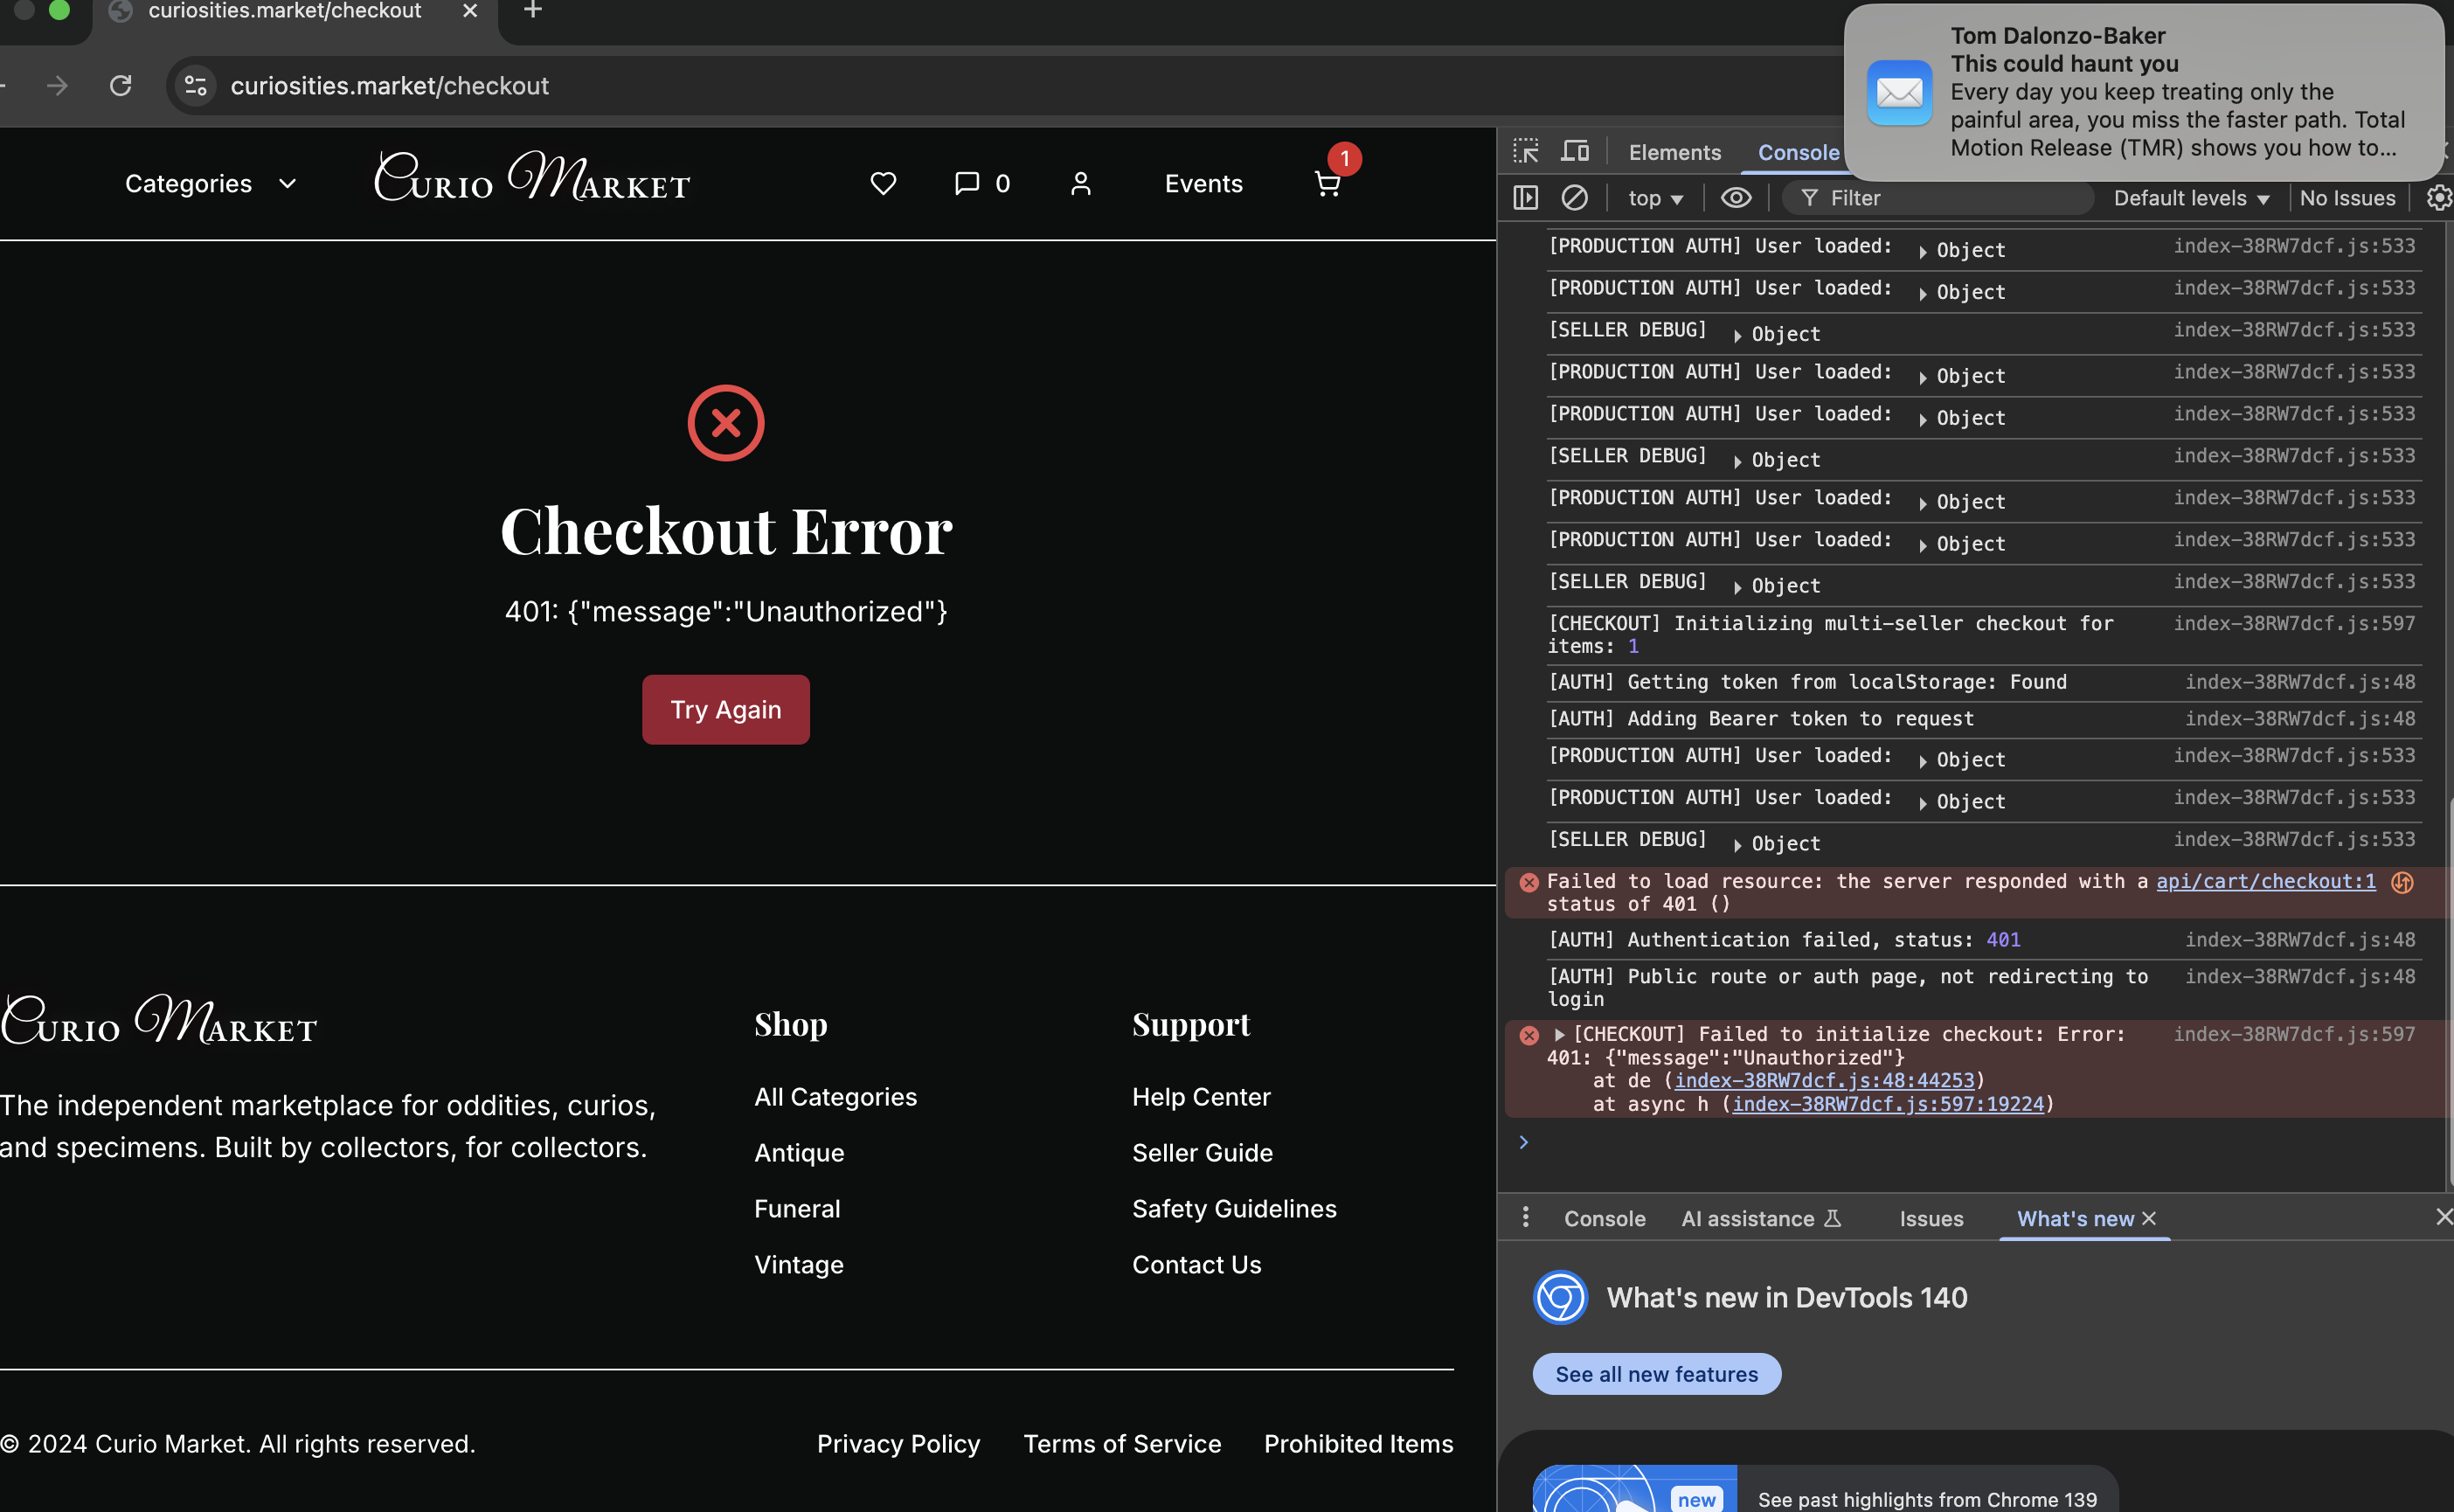 curiosities.market/checkout
curiosities.market/checkout
Tom Dalonzo-Baker
This could haunt you
Every day you keep treating only the
painful area, you miss the faster path. Total
Motion Release (TMR) shows you how to...
Categories
Curio Market
0
Events
1
Elements
Console
top
Filter
Default levels
No Issues
[PRODUCTION AUTH] User loaded: Object index-38RW7dcf.js:533
[PRODUCTION AUTH] User loaded: Object index-38RW7dcf.js:533
[SELLER DEBUG] Object index-38RW7dcf.js:533
[PRODUCTION AUTH] User loaded: Object index-38RW7dcf.js:533
[PRODUCTION AUTH] User loaded: Object index-38RW7dcf.js:533
[SELLER DEBUG] Object index-38RW7dcf.js:533
[PRODUCTION AUTH] User loaded: Object index-38RW7dcf.js:533
[PRODUCTION AUTH] User loaded: Object index-38RW7dcf.js:533
[SELLER DEBUG] Object index-38RW7dcf.js:533
[CHECKOUT] Initializing multi-seller checkout for index-38RW7dcf.js:597
items: 1
[AUTH] Getting token from localStorage: Found index-38RW7dcf.js:48
[AUTH] Adding Bearer token to request index-38RW7dcf.js:48
[PRODUCTION AUTH] User loaded: Object index-38RW7dcf.js:533
[PRODUCTION AUTH] User loaded: Object index-38RW7dcf.js:533
[SELLER DEBUG] Object index-38RW7dcf.js:533
Failed to load resource: the server responded with a api/cart/checkout:1
status of 401 ()
[AUTH] Authentication failed, status: 401 index-38RW7dcf.js:48
[AUTH] Public route or auth page, not redirecting to index-38RW7dcf.js:48
login
[CHECKOUT] Failed to initialize checkout: Error: index-38RW7dcf.js:597
401: {"message":"Unauthorized"}
at de (index-38RW7dcf.js:48:44253)
at async h (index-38RW7dcf.js:597:19224)
Checkout Error
401: {"message":"Unauthorized"}
Try Again
Curio Market
The independent marketplace for oddities, curios,
and specimens. Built by collectors, for collectors.
Shop
All Categories
Antique
Funeral
Vintage
Support
Help Center
Seller Guide
Safety Guidelines
Contact Us
© 2024 Curio Market. All rights reserved.
Privacy Policy
Terms of Service
Prohibited Items
Console
AI assistance
Issues
What's new
What's new in DevTools 140
See all new features
new
See past highlights from Chrome 139